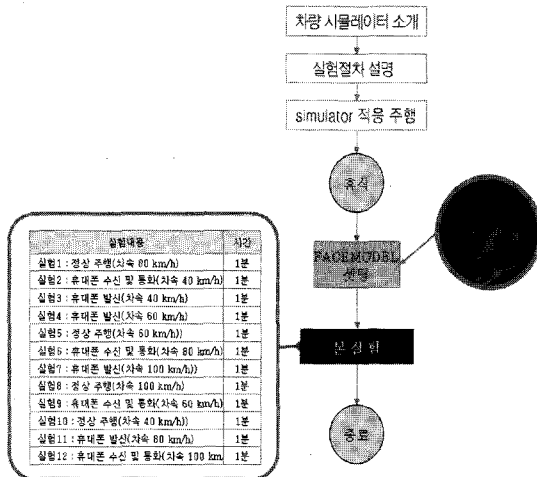 차량 시뮬레이터 소개
실험절차 설명
simulator 적응 주행
휴식
FACEMODEL
생성
본 실 험
종료
실험내용 시간
실험1 : 정상 주행(차속 80 km/h) 1분
실험2 : 휴대폰 수신 및 통화(차속 40 km/h) 1분
실험3 : 휴대폰 발신(차속 40 km/h) 1분
실험4 : 휴대폰 발신(차속 60 km/h) 1분
실험5 : 정상 주행(차속 60 km/h)) 1분
실험6 : 휴대폰 수신 및 통화(차속 80 km/h) 1분
실험7 : 휴대폰 발신(차속 100 km/h)) 1분
실험8 : 정상 주행(차속 100 km/h) 1분
실험9 : 휴대폰 수신 및 통화(차속 60 km/h) 1분
실험10 : 정상 주행(차속 40 km/h)) 1분
실험11 : 휴대폰 발신(차속 80 km/h) 1분
실험12 : 휴대폰 수신 및 통화(차속 100 km 1분